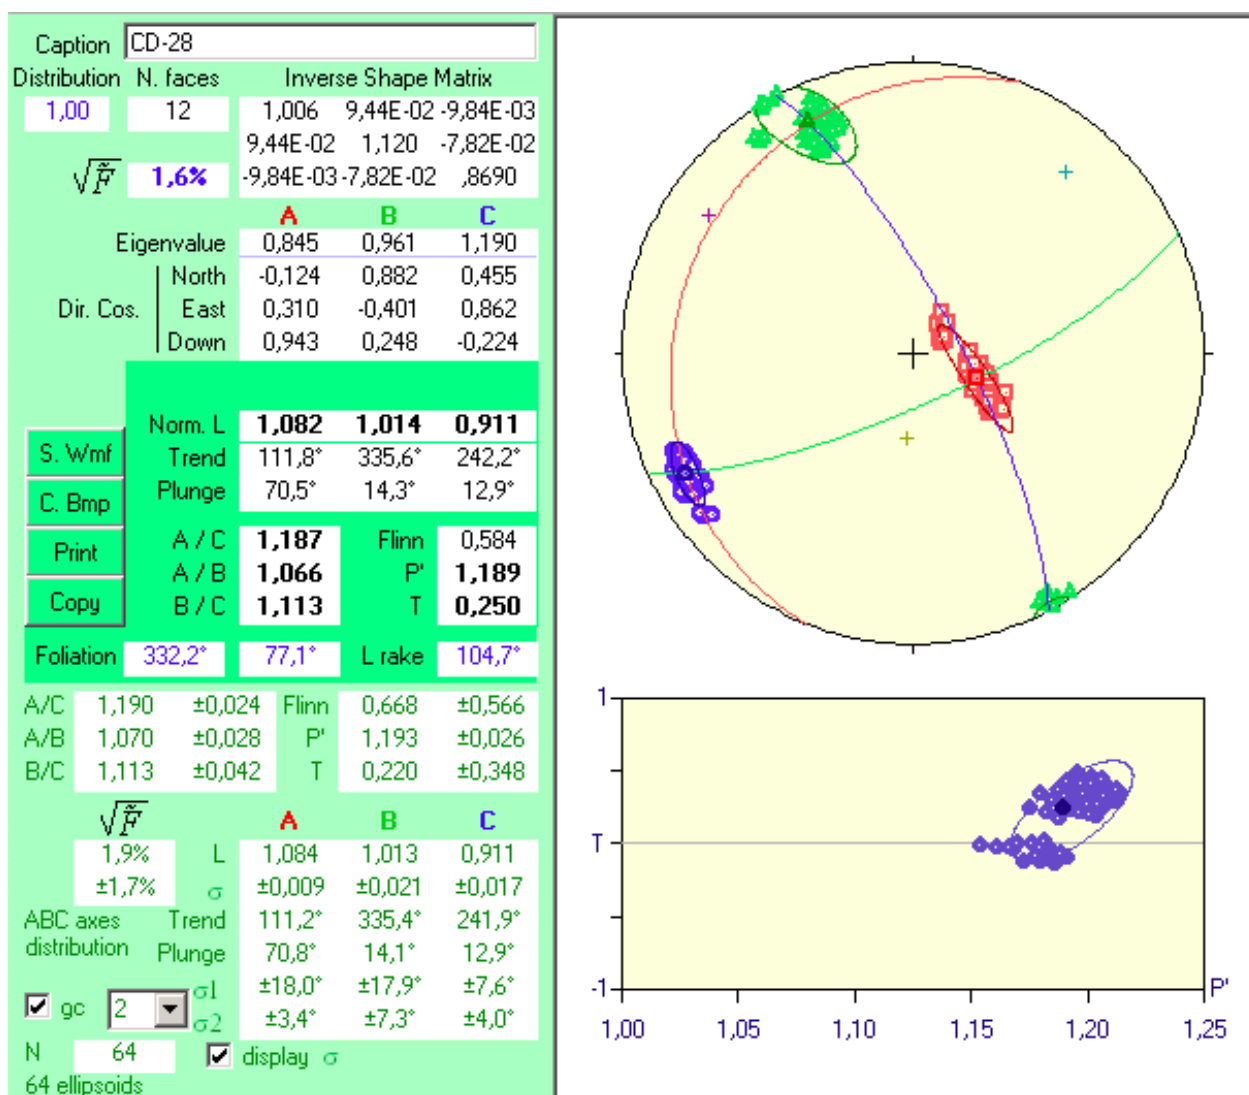 Caption CD-28
Distribution N. faces Inverse Shape Matrix
1,00 12 1,006 9,44E-02 -9,84E-03
9,44E-02 1,120 -7,82E-02
√F̃ 1,6% -9,84E-03 -7,82E-02 ,8690
A B C
Eigenvalue 0,845 0,961 1,190
North -0,124 0,882 0,455
Dir. Cos. East 0,310 -0,401 0,862
Down 0,943 0,248 -0,224
Norm. L 1,082 1,014 0,911
S. Wmf Trend 111,8° 335,6° 242,2°
C. Bmp Plunge 70,5° 14,3° 12,9°
Print A / C 1,187 Flinn 0,584
A / B 1,066 P' 1,189
Copy B / C 1,113 T 0,250
Foliation 332,2° 77,1° L rake 104,7°
A/C 1,190 ±0,024 Flinn 0,668 ±0,566
A/B 1,070 ±0,028 P' 1,193 ±0,026
B/C 1,113 ±0,042 T 0,220 ±0,348
√F̃ A B C
1,9% L 1,084 1,013 0,911
±1,7% σ ±0,009 ±0,021 ±0,017
ABC axes Trend 111,2° 335,4° 241,9°
distribution Plunge 70,8° 14,1° 12,9°
gc 2 σ1 ±18,0° ±17,9° ±7,6°
σ2 ±3,4° ±7,3° ±4,0°
N 64 display σ
64 ellipsoids
1
T
-1
P'
1,00 1,05 1,10 1,15 1,20 1,25